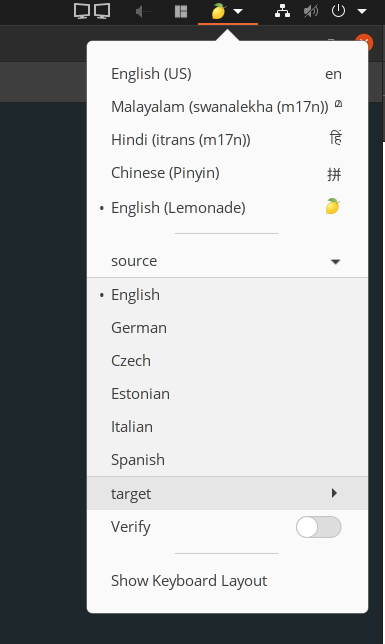 English (US) en
Malayalam (swanalekha (m17n)) മ
Hindi (itrans (m17n)) हिं
Chinese (Pinyin) 拼
• English (Lemonade) 🍋
source
• English
German
Czech
Estonian
Italian
Spanish
target
Verify
Show Keyboard Layout